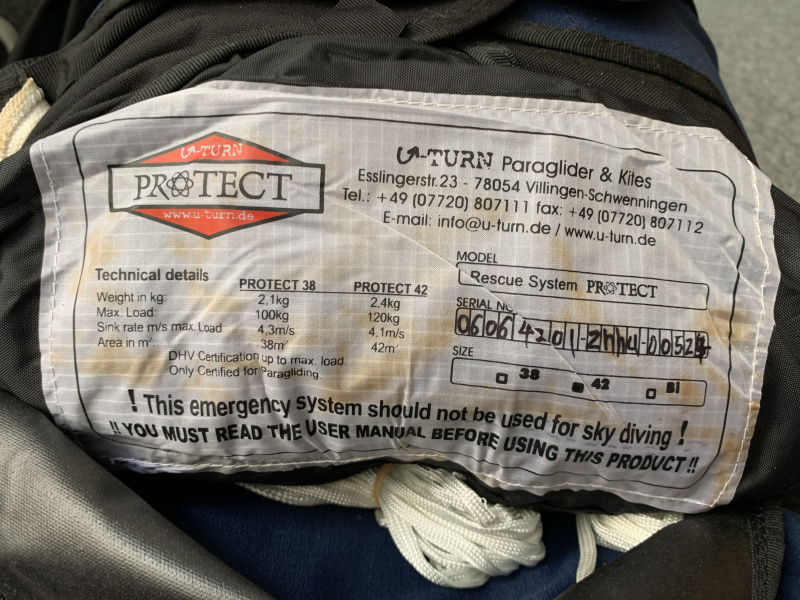 U-TURN
PROTECT
www.u-turn.de
U-TURN Paraglider & Kites
Esslingerstr.23 - 78054 Villingen-Schwenningen
Tel.: +49 (07720) 807111 fax: +49 (07720) 807112
E-mail: info@u-turn.de / www.u-turn.de
Technical details PROTECT 38 PROTECT 42
Weight in kg: 2,1kg 2,4kg
Max. Load: 100kg 120kg
Sink rate m/s max. Load 4,3m/s 4,1m/s
Area in m²: 38m² 42m²
DHV Certification up to max. load.
Only Certified for Paragliding.
MODEL
Rescue System PROTECT
SERIAL NO
SIZE
38 42 Bi
! This emergency system should not be used for sky diving !
!! YOU MUST READ THE USER MANUAL BEFORE USING THIS PRODUCT !!